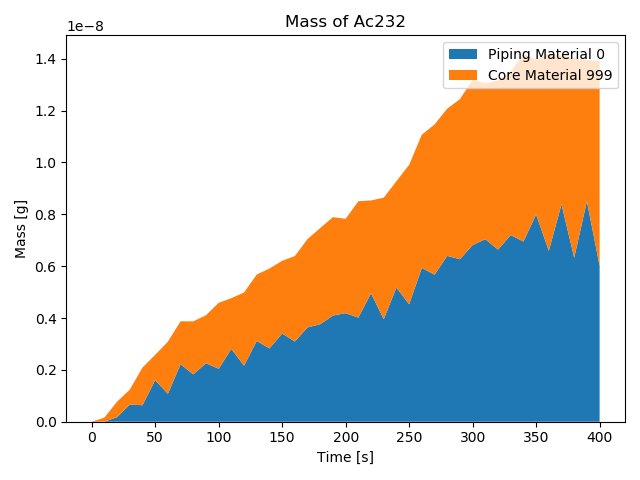 Mass of Ac232
1e−8
Piping Material 0
Core Material 999
1.4
1.2
1.0
0.8
0.6
0.4
0.2
0.0
Mass [g]
0 50 100 150 200 250 300 350 400
Time [s]